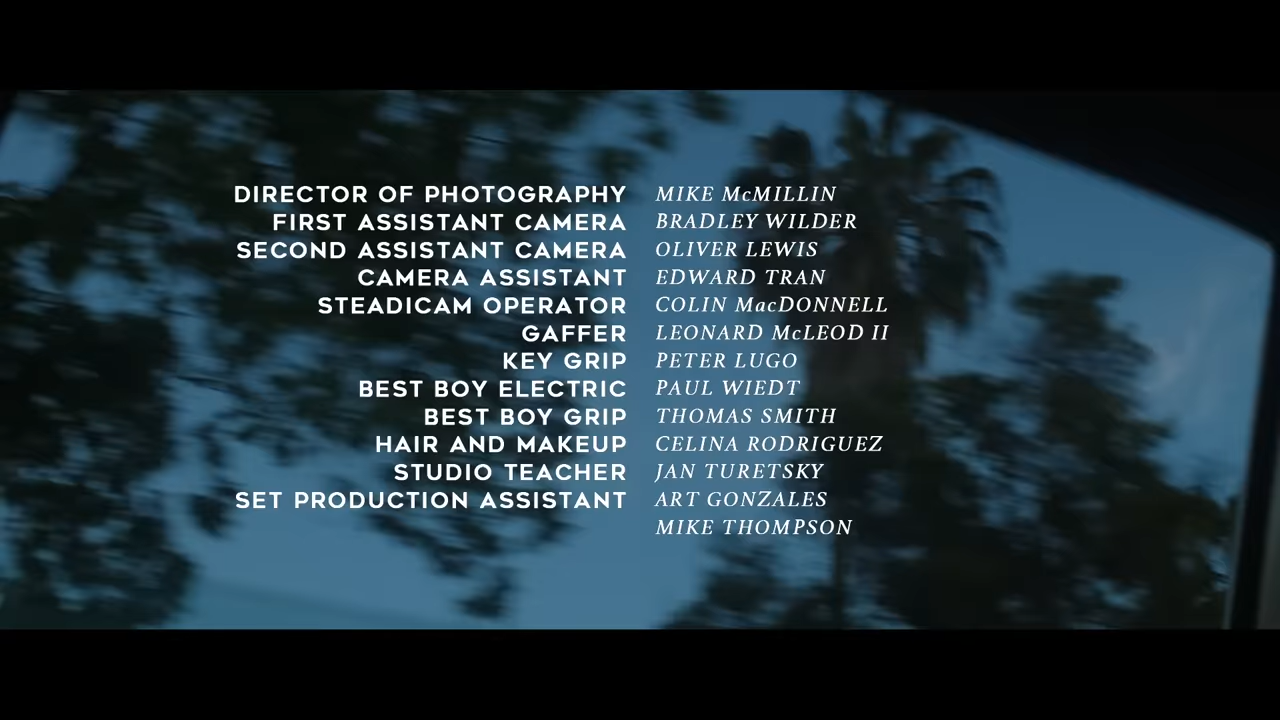 DIRECTOR OF PHOTOGRAPHY MIKE McMILLIN
FIRST ASSISTANT CAMERA BRADLEY WILDER
SECOND ASSISTANT CAMERA OLIVER LEWIS
CAMERA ASSISTANT EDWARD TRAN
STEADICAM OPERATOR COLIN MacDONNELL
GAFFER LEONARD McLEOD II
KEY GRIP PETER LUGO
BEST BOY ELECTRIC PAUL WIEDT
BEST BOY GRIP THOMAS SMITH
HAIR AND MAKEUP CELINA RODRIGUEZ
STUDIO TEACHER JAN TURETSKY
SET PRODUCTION ASSISTANT ART GONZALES
MIKE THOMPSON